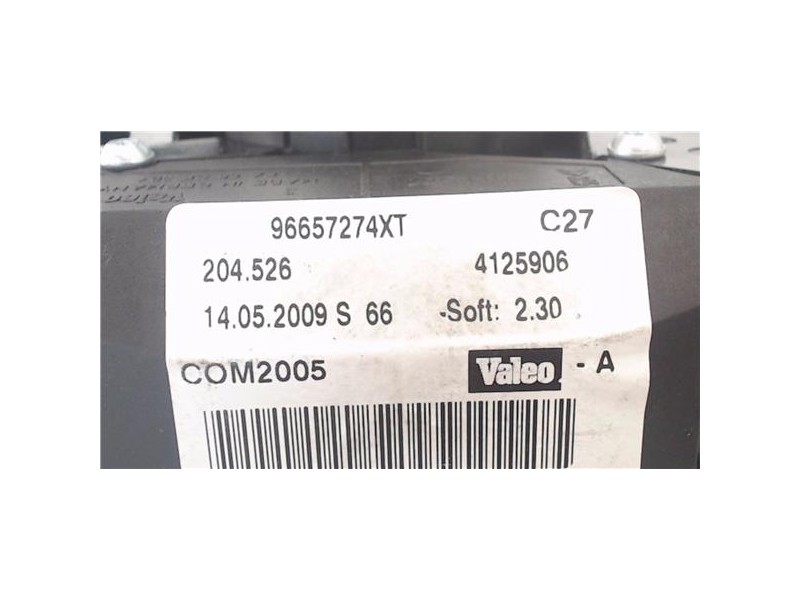 96657274XT C27
204.526 4125906
14.05.2009 S 66 -Soft: 2.30
COM2005 Valeo - A